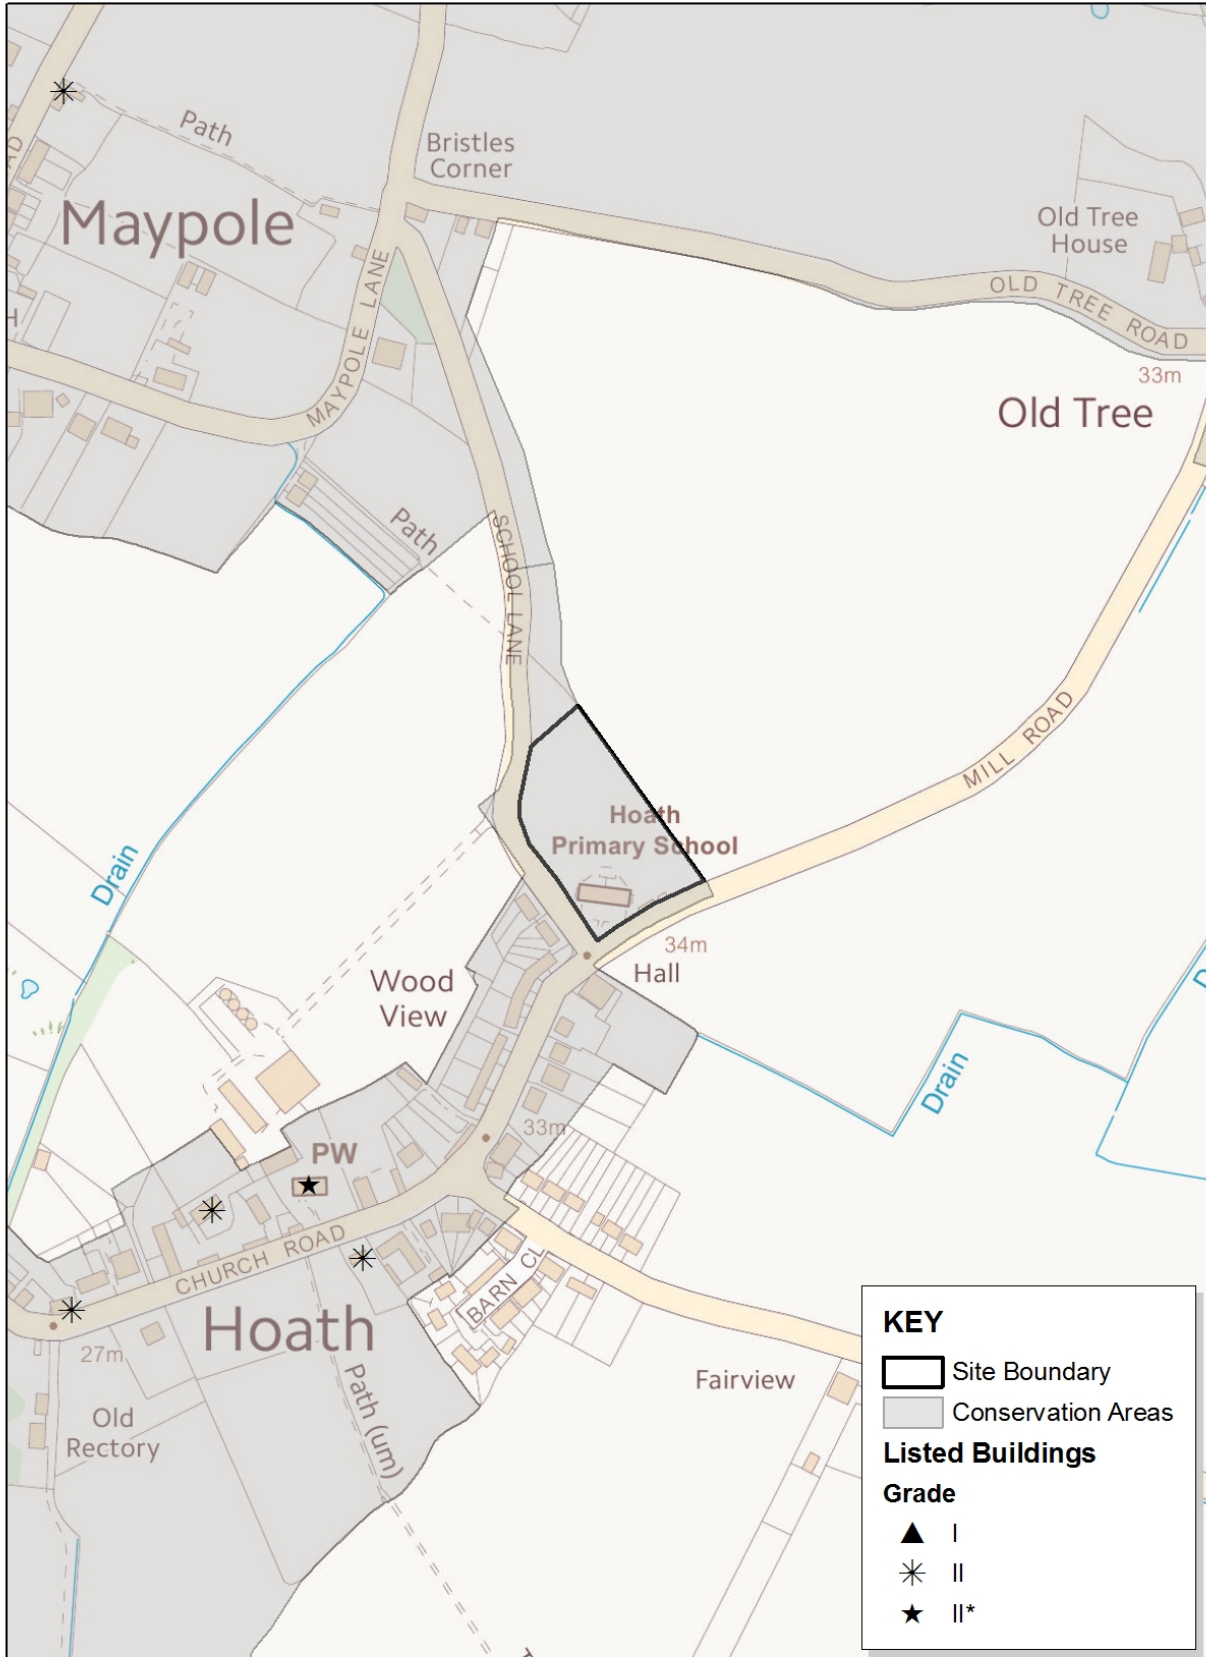 Path
Bristles
Corner
Maypole
Old Tree
House
MAYPOLE LANE
OLD TREE ROAD
33m
Old Tree
Path
SCHOOL LANE
MILL ROAD
Hoath
Primary School
Drain
34m
Hall
Wood
View
Drain
33m
PW
CHURCH ROAD
BARN CL
Hoath
27m
Path (um)
Fairview
Old
Rectory
KEY
Site Boundary
Conservation Areas
Listed Buildings
Grade
I
II
II*